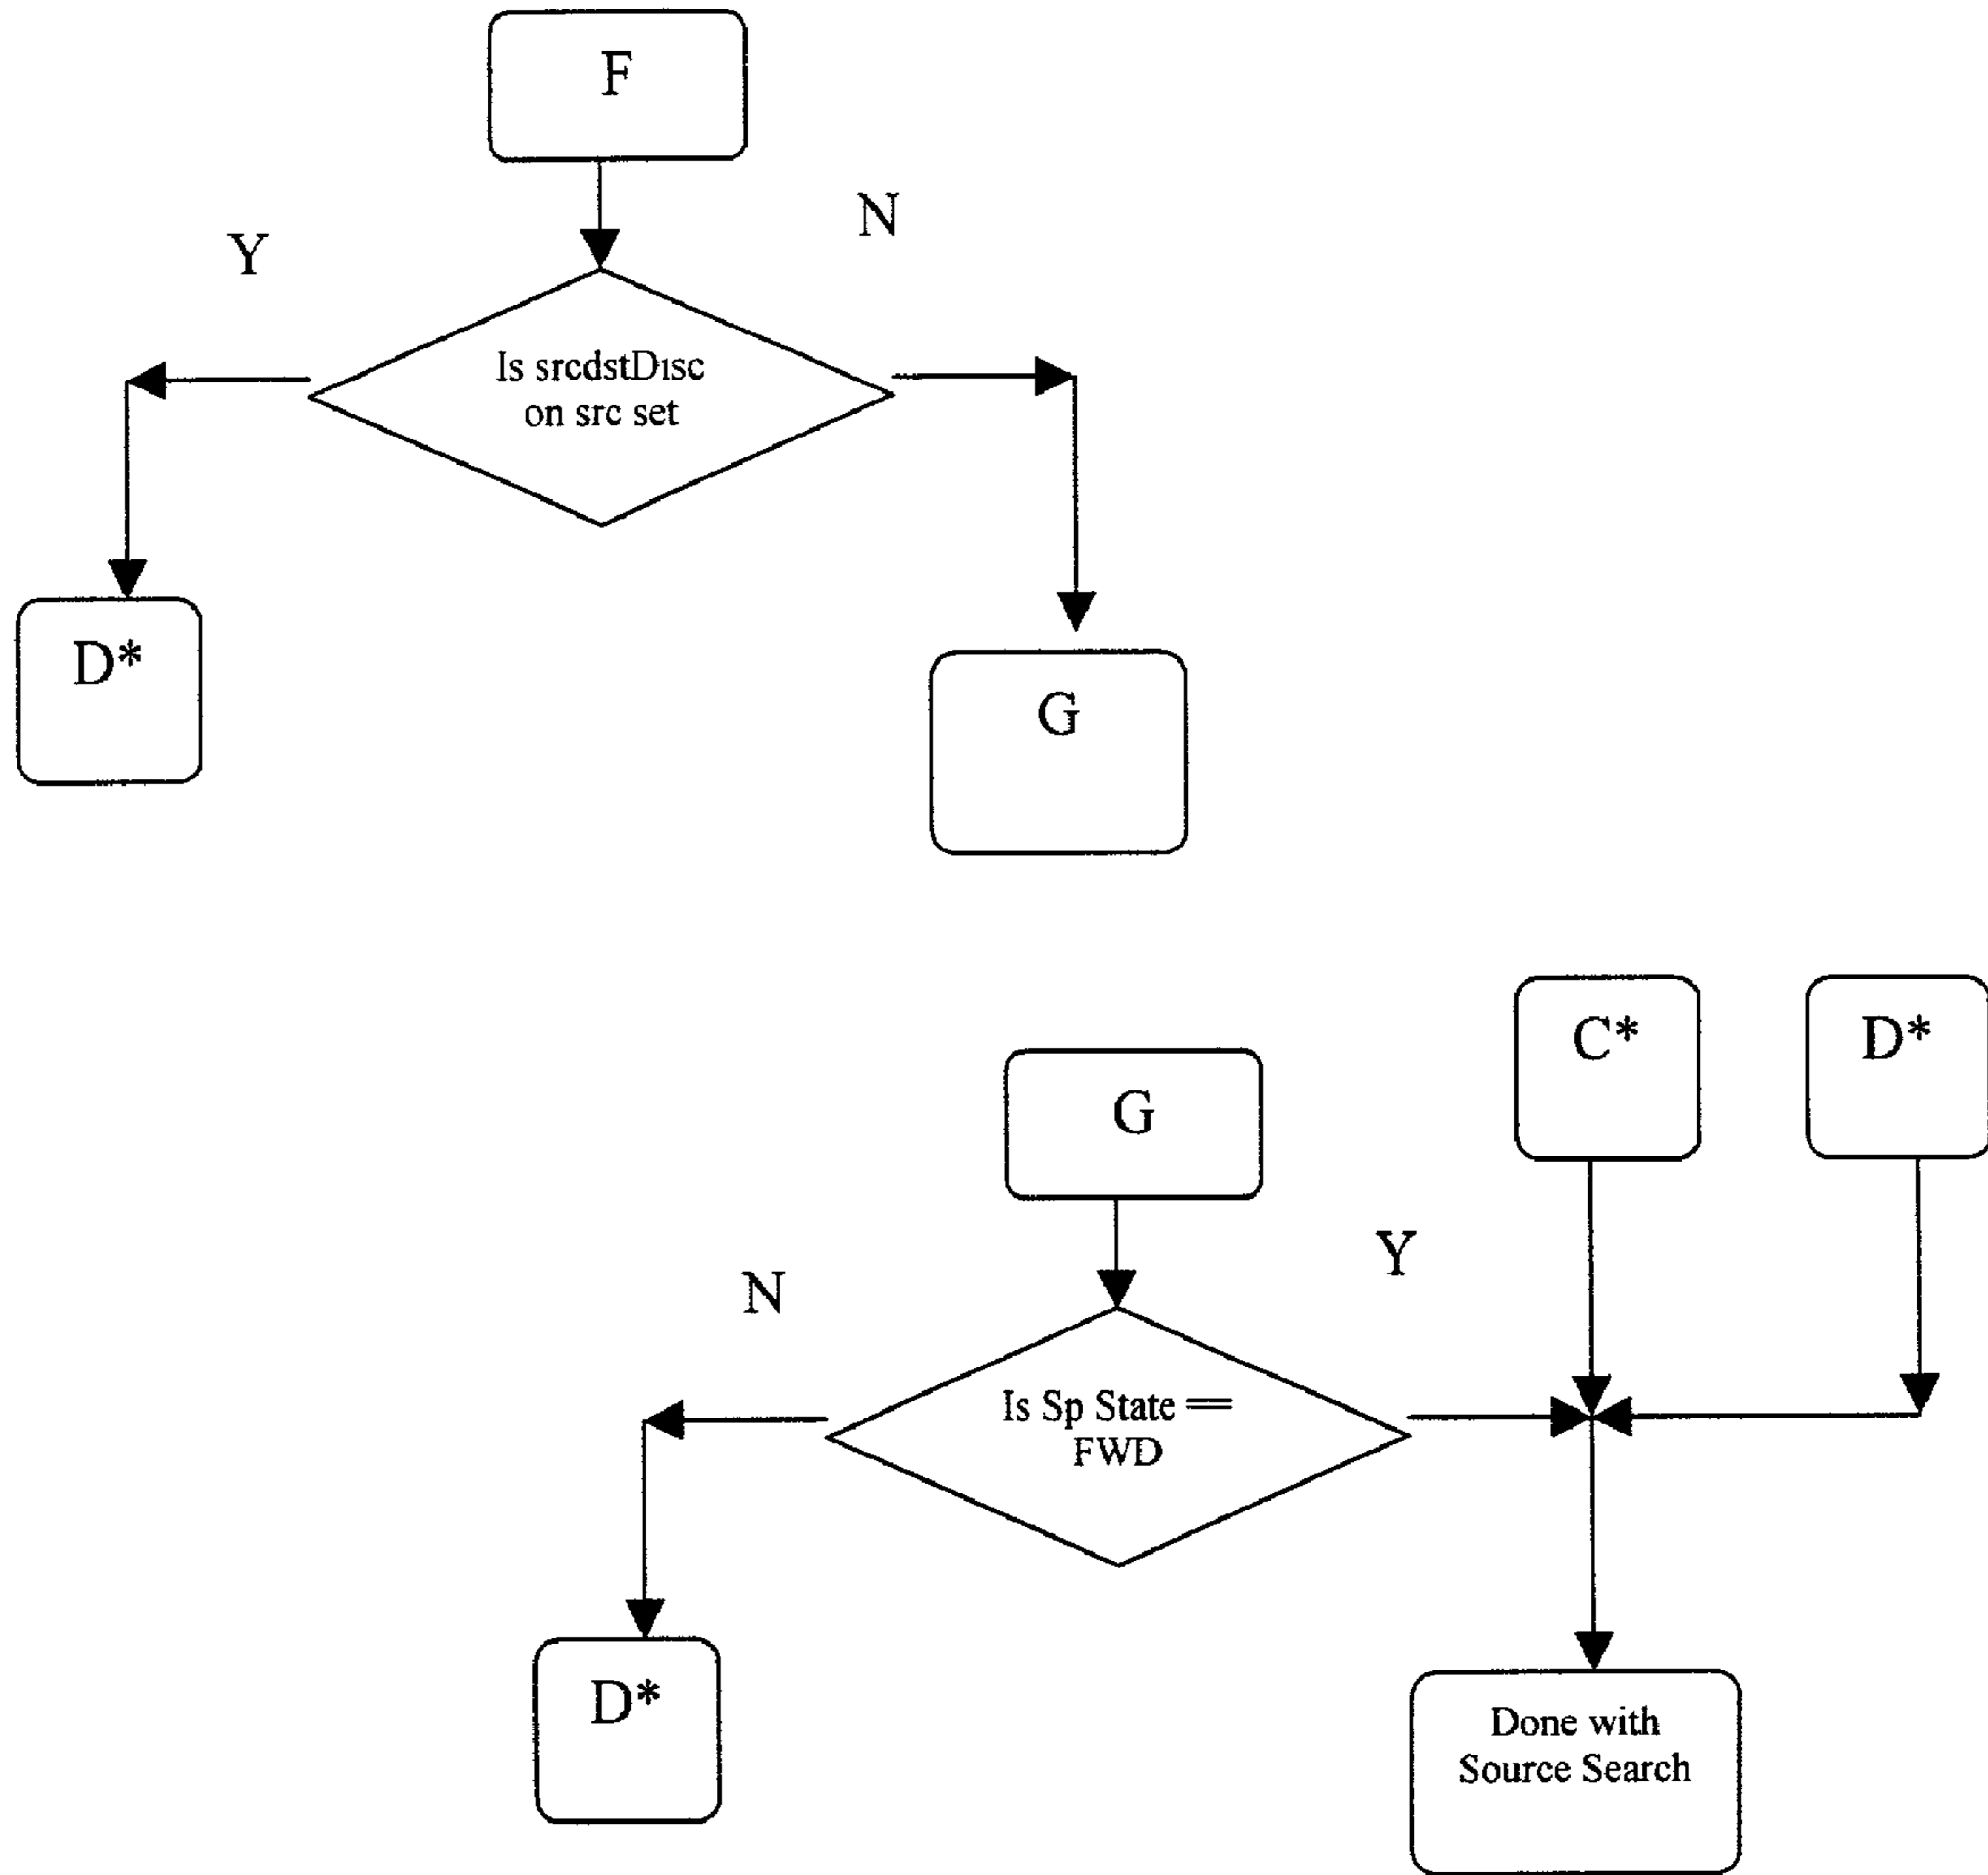 F
Y
N
Is srcdstDisc
on src set
D*
G
C*
D*
G
Y
N
Is Sp State ==
FWD
D*
Done with
Source Search